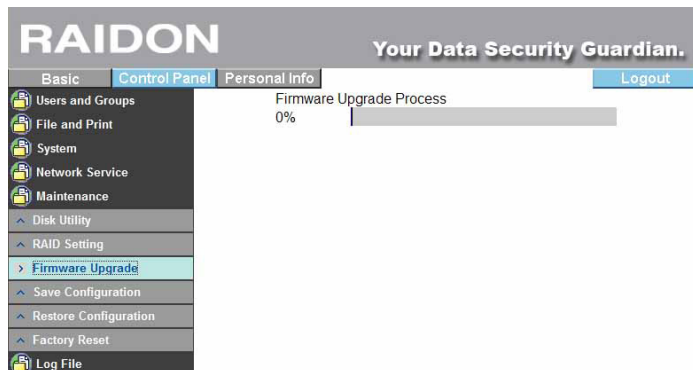 RAIDON
Your Data Security Guardian.
Basic
Control Panel
Personal Info
Logout
Users and Groups
File and Print
System
Network Service
Maintenance
Disk Utility
RAID Setting
Firmware Upgrade
Save Configuration
Restore Configuration
Factory Reset
Log File
Firmware Upgrade Process
0%